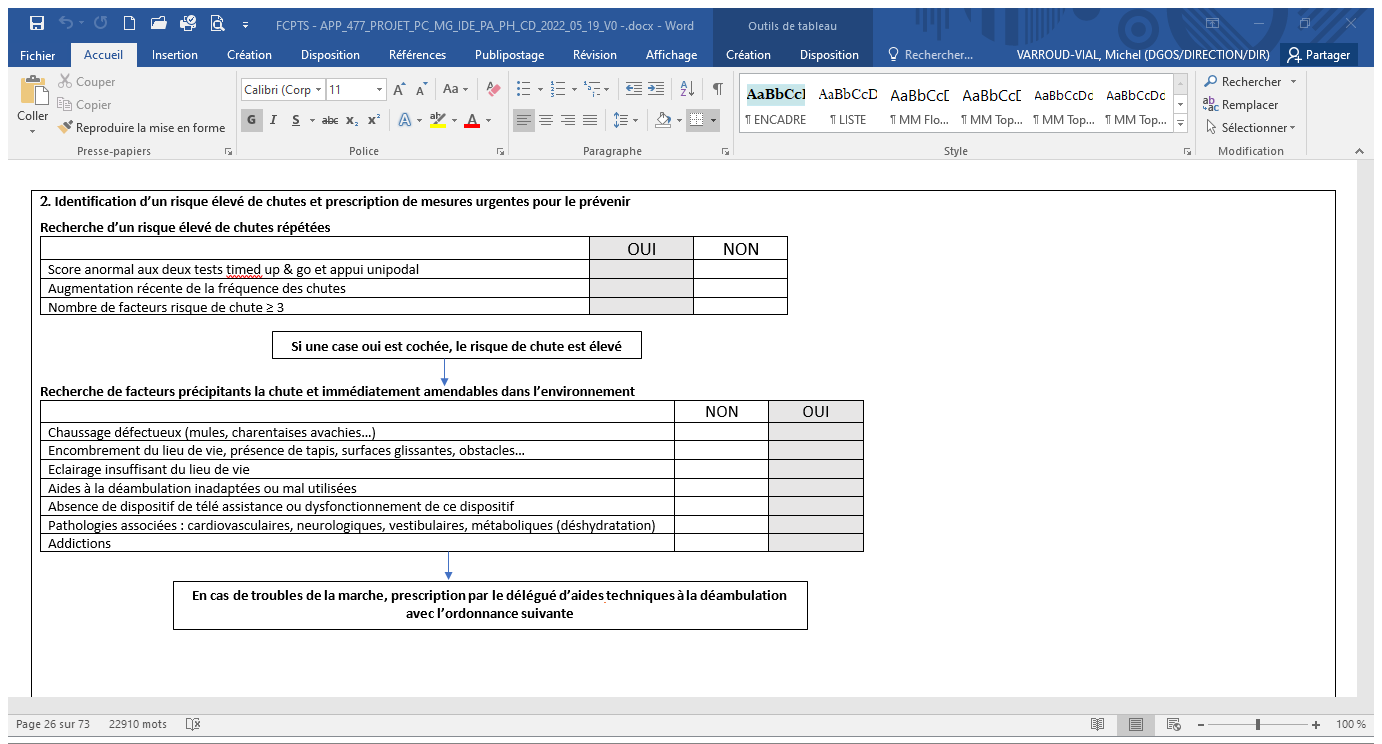 FCPTS - APP_477_PROJET_PC_MG_IDE_PA_PH_CD_2022_05_19_V0 -.docx - Word
Outils de tableau
Fichier Accueil Insertion Création Disposition Références Publipostage Révision Affichage Création Disposition Rechercher... VARROUD-VIAL, Michel (DGOS/DIRECTION/DIR) Partager
Coller
Couper
Copier
Reproduire la mise en forme
Presse-papiers
Calibri (Corp 11 A A Aa
G I S abc x₂ x² A ab A
Police
Paragraphe
AaBbCcI AaBbCcD AaBbCcD AaBbCcD AaBbCcDc AaBbCcDc
¶ ENCADRE ¶ LISTE ¶ MM Flo... ¶ MM Top... ¶ MM Top... ¶ MM Top...
Style
Rechercher
Remplacer
Sélectionner
Modification
2. Identification d’un risque élevé de chutes et prescription de mesures urgentes pour le prévenir
Recherche d’un risque élevé de chutes répétées
OUI NON
Score anormal aux deux tests timed up & go et appui unipodal
Augmentation récente de la fréquence des chutes
Nombre de facteurs risque de chute ≥ 3
Si une case oui est cochée, le risque de chute est élevé
Recherche de facteurs précipitants la chute et immédiatement amendables dans l’environnement
NON OUI
Chaussage défectueux (mules, charentaises avachies…)
Encombrement du lieu de vie, présence de tapis, surfaces glissantes, obstacles…
Eclairage insuffisant du lieu de vie
Aides à la déambulation inadaptées ou mal utilisées
Absence de dispositif de télé assistance ou dysfonctionnement de ce dispositif
Pathologies associées : cardiovasculaires, neurologiques, vestibulaires, métaboliques (déshydratation)
Addictions
En cas de troubles de la marche, prescription par le délégué d’aides techniques à la déambulation
avec l’ordonnance suivante
Page 26 sur 73 22910 mots 100 %